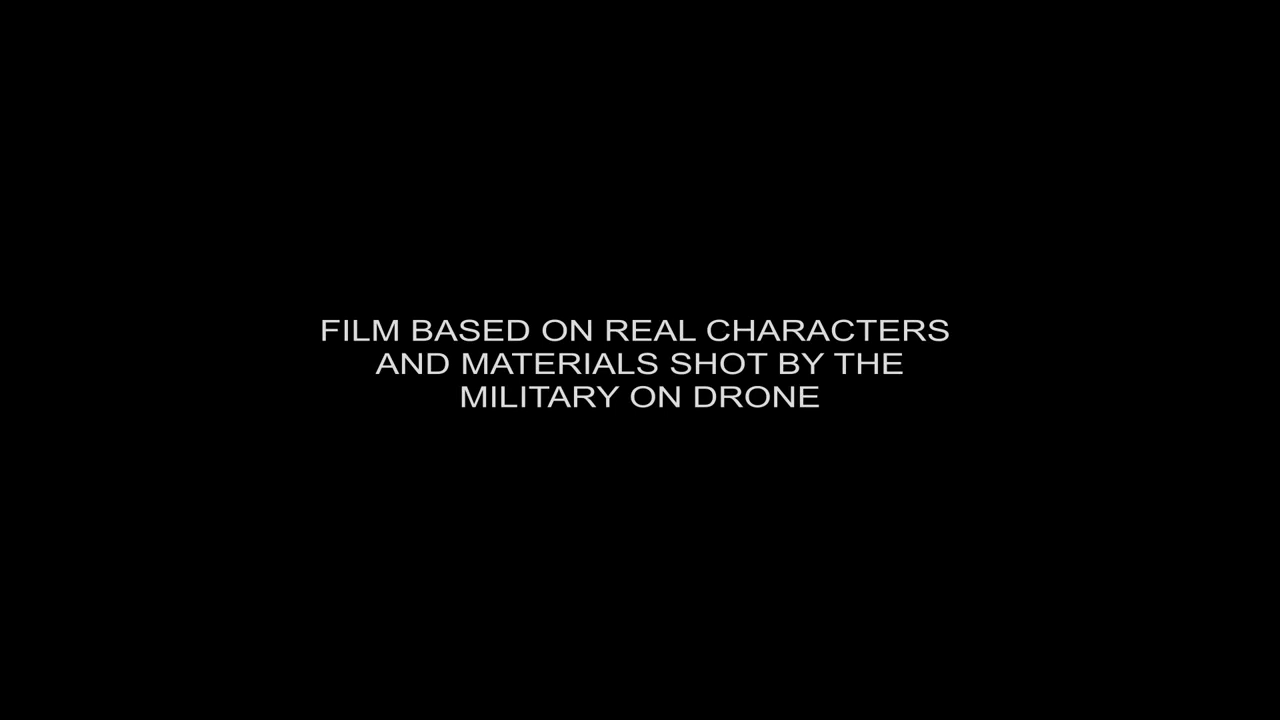 FILM BASED ON REAL CHARACTERS
AND MATERIALS SHOT BY THE
MILITARY ON DRONE